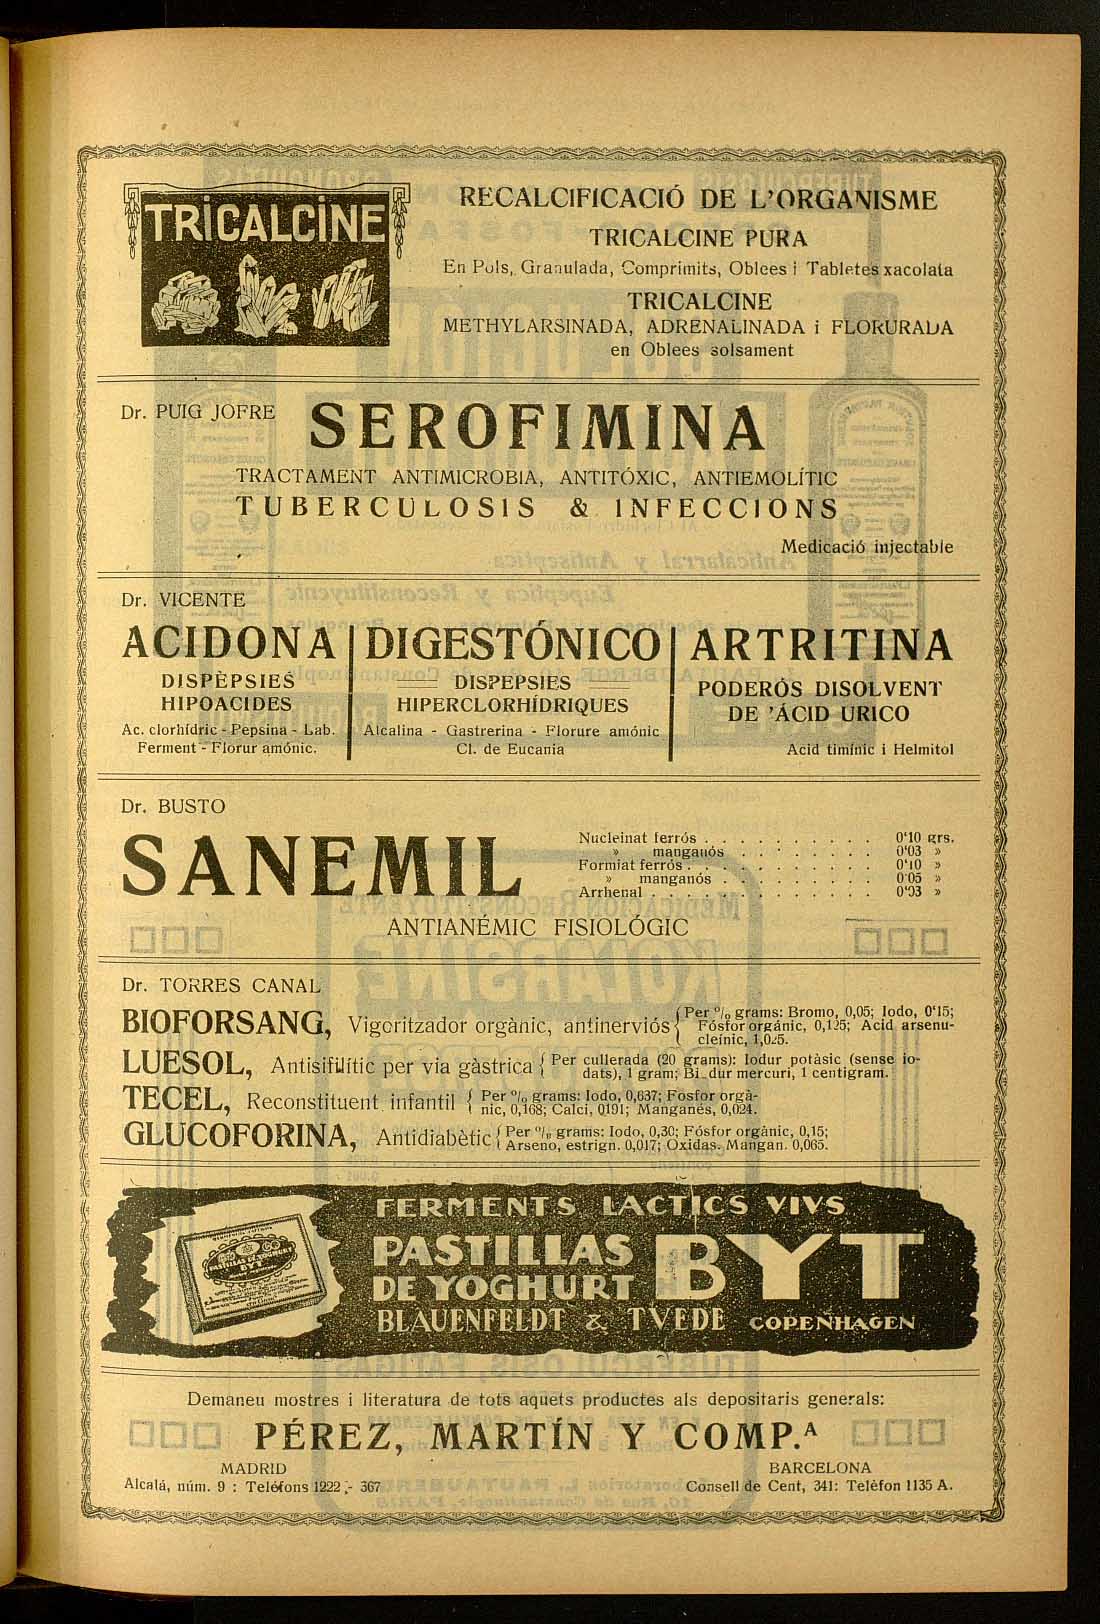 TRICALCINE
RECALCIFICACIÓ DE L'ORGANISME
TRICALCINE PURA
En Pols, Granulada, Comprimits, Oblees i Tabletes xacolata
TRICALCINE
METHYLARSINADA, ADRENALINADA i FLORURADA
en Oblees solsament
Dr. PUIG JOFRE
SEROFIMINA
TRACTAMENT ANTIMICROBIA, ANTITÓXIC, ANTIEMOLÍTIC
TUBERCULOSIS & INFECCIONS
Medicació injectable
Dr. VICENTE
ACIDONA
DISPÈPSIES
HIPOACIDES
Ac. clorhídric - Pepsina - Lab.
Ferment - Florur amónic.
DIGESTÓNICO
DISPEPSIES
HIPERCLORHÍDRIQUES
Alcalina - Gastrerina - Florure amónic
Cl. de Eucania
ARTRITINA
PODERÓS DISOLVENT
DE 'ÁCID URICO
Acid timínic i Helmitol
Dr. BUSTO
SANEMIL
Nucleinat ferrós . . . . . . . . . . 0'10 grs.
» manganós . . . . . . . . 0'03 »
Formiat ferrós . . . . . . . . . . . 0'10 »
» manganós . . . . . . . . . 0'05 »
Arrhenal . . . . . . . . . . . . . 0'03 »
ANTIANÉMIC FISIOLÓGIC
Dr. TORRES CANAL
BIOFORSANG, Vigoritzador orgànic, antinerviós { Per º/₀ grams: Bromo, 0,05; Iodo, 0'15;
Fósfor orgánic, 0,125; Acid arsenu-
cleínic, 1,025.
LUESOL, Antisifilític per via gàstrica { Per cullerada (20 grams): Iodur potàsic (sense io-
dats), 1 gram; Bi dur mercuri, 1 centigram.
TECEL, Reconstituent infantil { Per º/₀ grams: Iodo, 0,637; Fosfor orgà-
nic, 0,168; Calci, 0,191; Manganès, 0,024.
GLUCOFORINA, Antidiabètic { Per º/₀ grams: Iodo, 0,30; Fósfor orgànic, 0,15;
Arseno, estrign. 0,017; Oxidas. Mangan. 0,065.
FERMENTS LACTICS VIVS
PASTILLAS
DE YOGHURT
BYT
BLAUENFELDT & TVEDE COPENHAGEN
Demaneu mostres i literatura de tots aquets productes als depositaris generals:
PÉREZ, MARTÍN Y COMP.A
MADRID
Alcalá, núm. 9 : Teléfons 1222 - 367
BARCELONA
Consell de Cent, 341: Telèfon 1135 A.